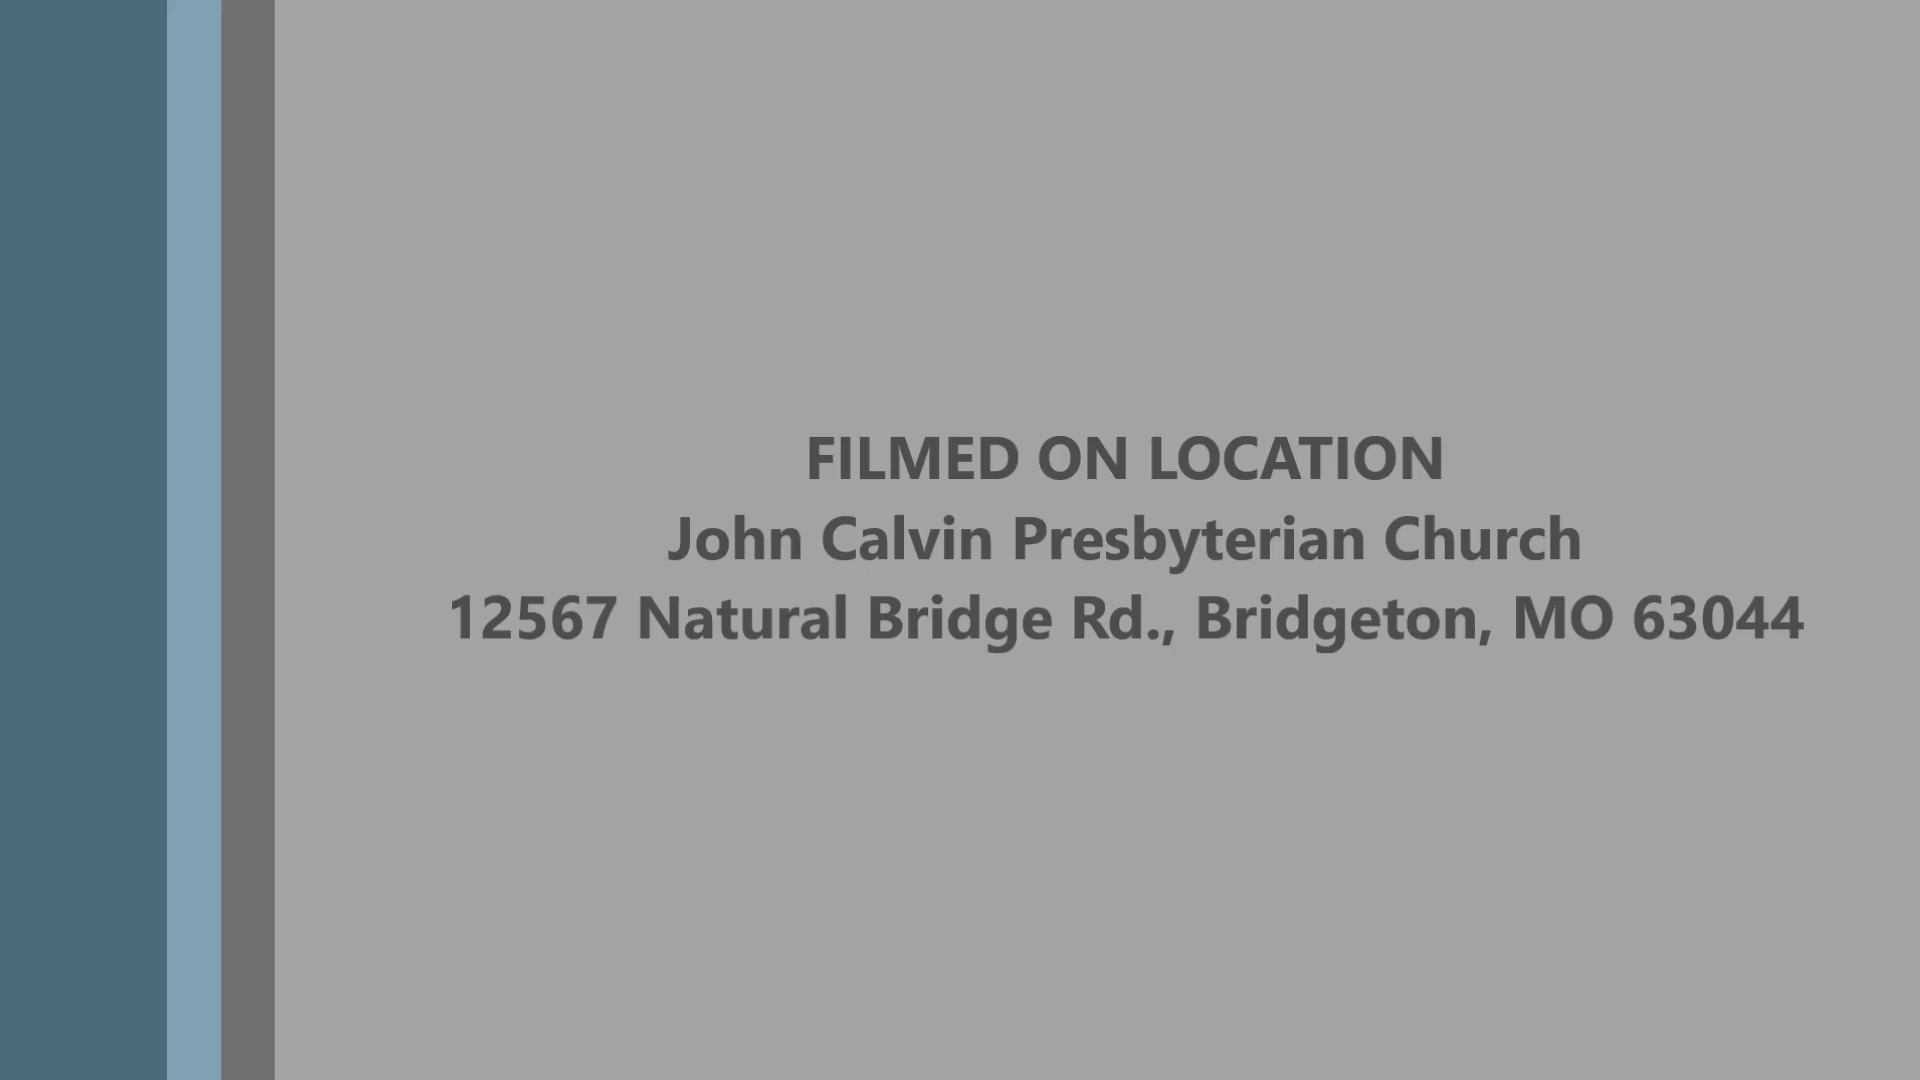 FILMED ON LOCATION
John Calvin Presbyterian Church
12567 Natural Bridge Rd., Bridgeton, MO 63044